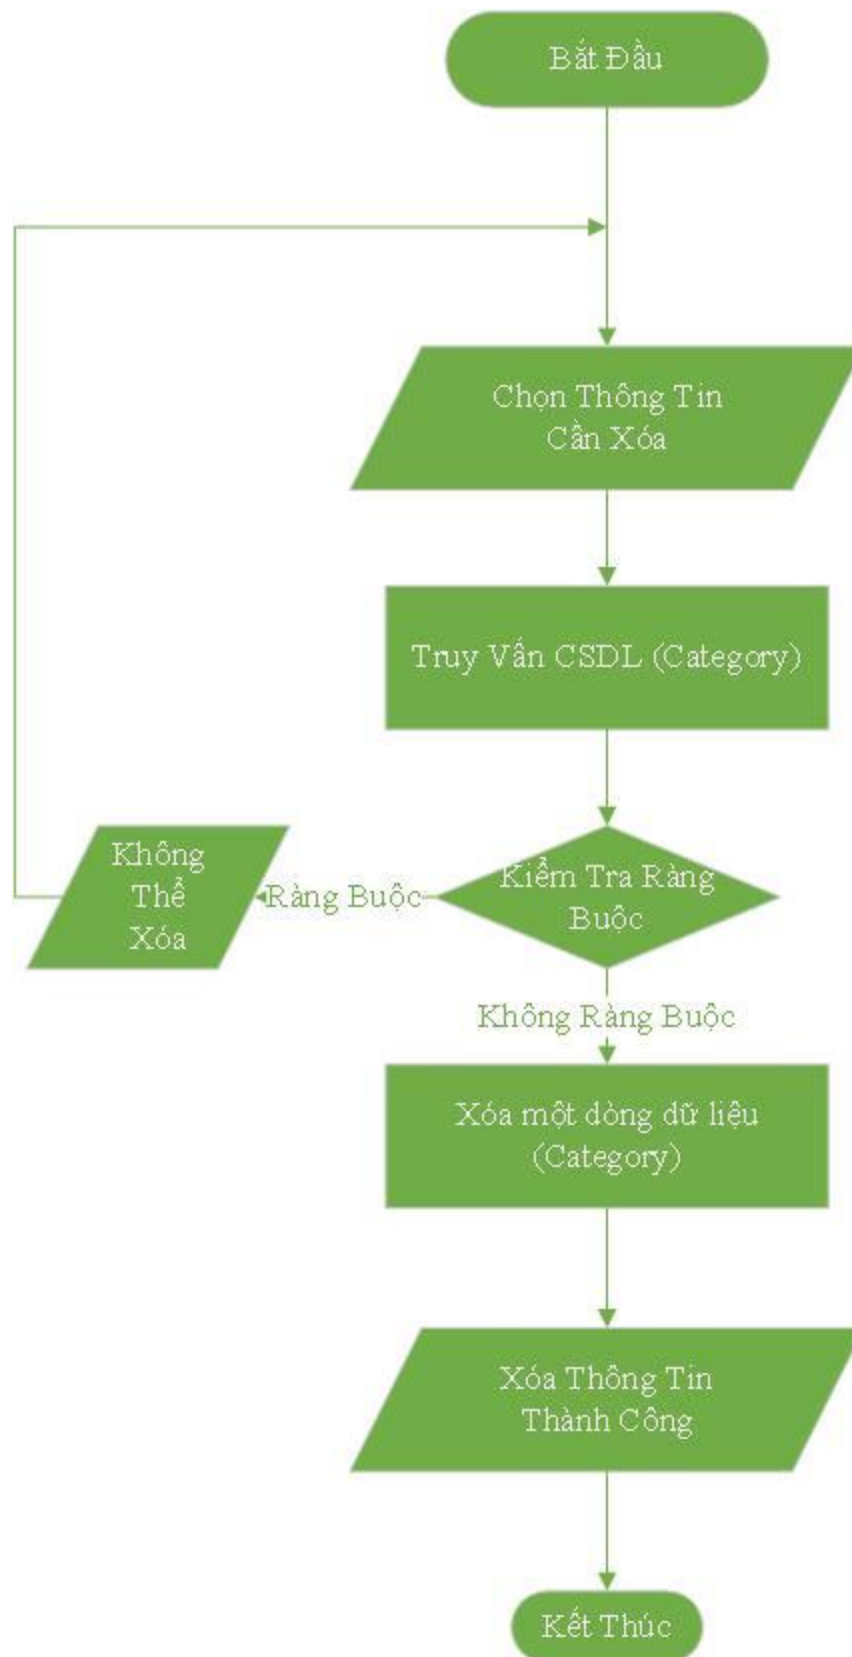 Bắt Đầu
Chọn Thông Tin
Cần Xóa
Truy Vấn CSDL (Category)
Không
Thể
Xóa
Ràng Buộc
Kiểm Tra Ràng
Buộc
Không Ràng Buộc
Xóa một dòng dữ liệu
(Category)
Xóa Thông Tin
Thành Công
Kết Thúc